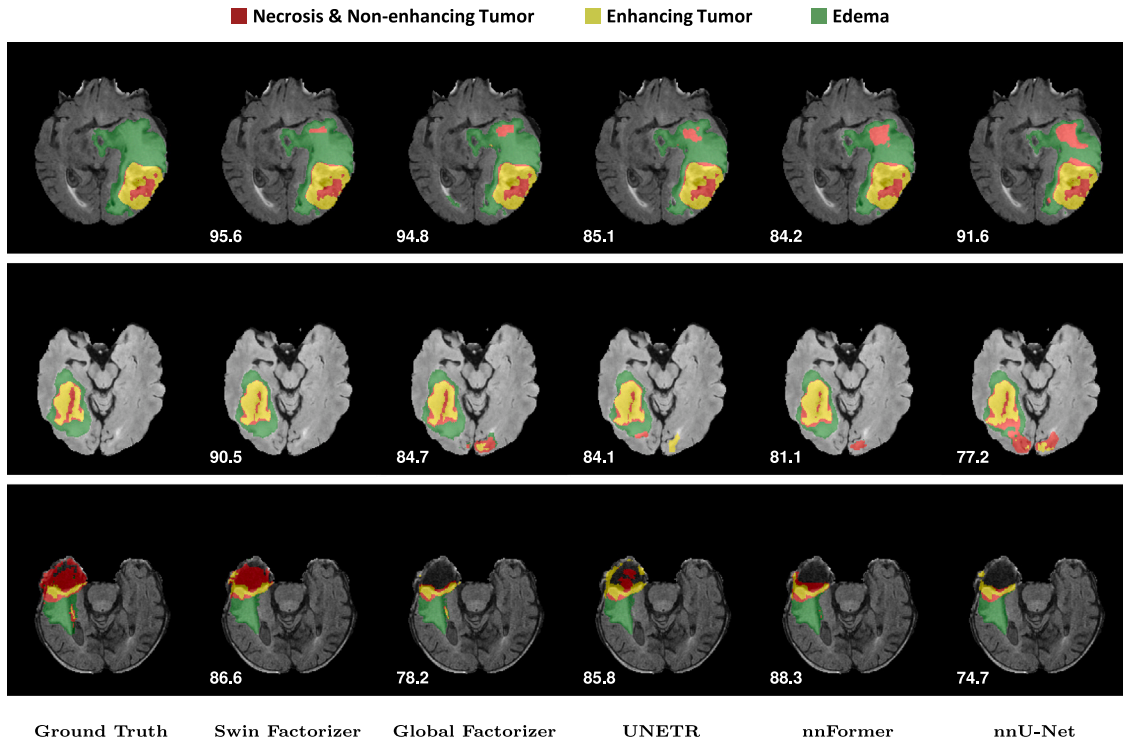 Necrosis & Non-enhancing Tumor Enhancing Tumor Edema
95.6 94.8 85.1 84.2 91.6
90.5 84.7 84.1 81.1 77.2
86.6 78.2 85.8 88.3 74.7
Ground Truth Swin Factorizer Global Factorizer UNETR nnFormer nnU-Net